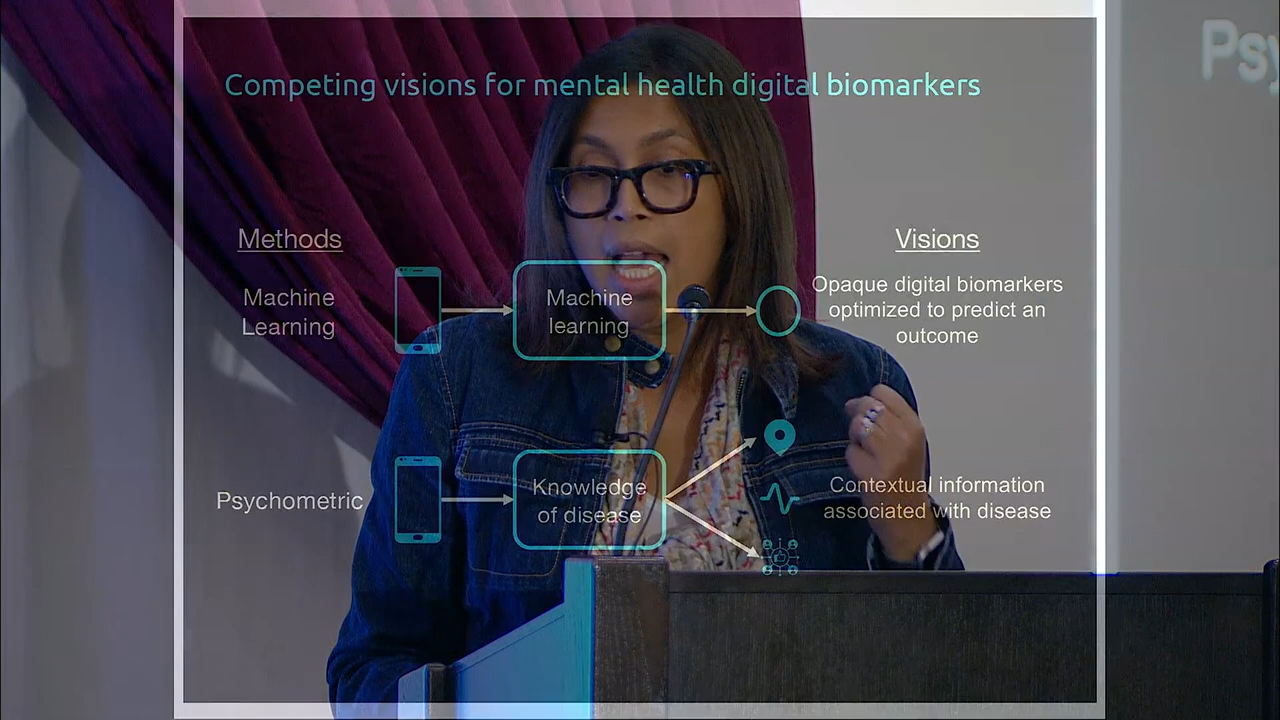 Psy
Competing visions for mental health digital biomarkers
Methods
Visions
Machine
Learning
Machine
learning
Opaque digital biomarkers
optimized to predict an
outcome
Psychometric
Knowledge
of disease
Contextual information
associated with disease